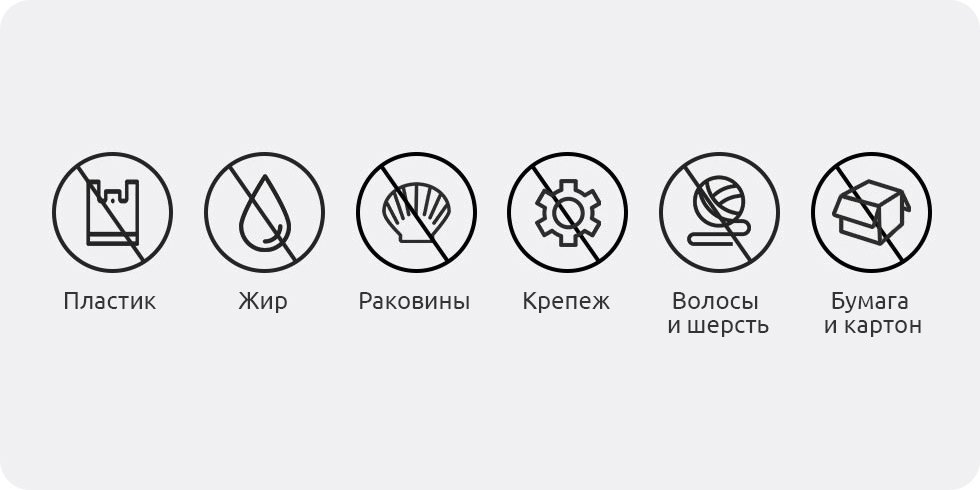 Пластик
Жир
Раковины
Крепеж
Волосы
и шерсть
Бумага
и картон